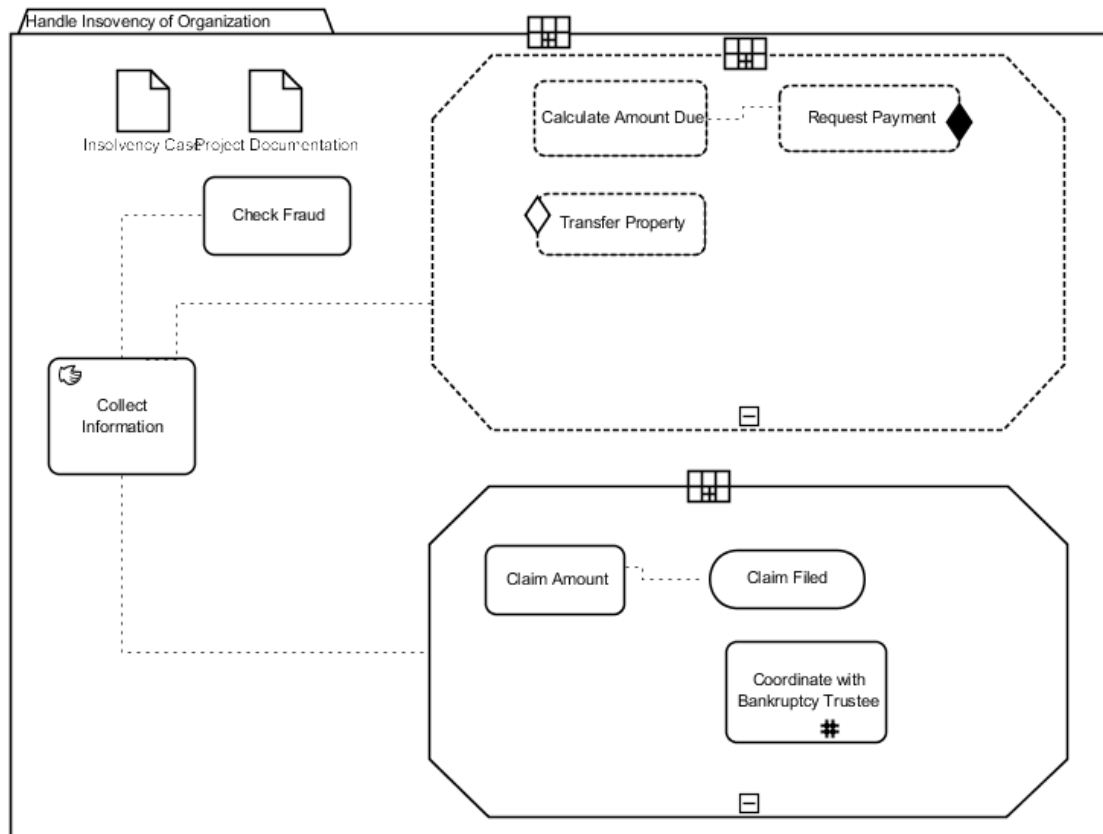 Handle Insovency of Organization
Insolvency Case
Project Documentation
Calculate Amount Due
Request Payment
Check Fraud
Transfer Property
Collect
Information
Claim Amount
Claim Filed
Coordinate with
Bankruptcy Trustee